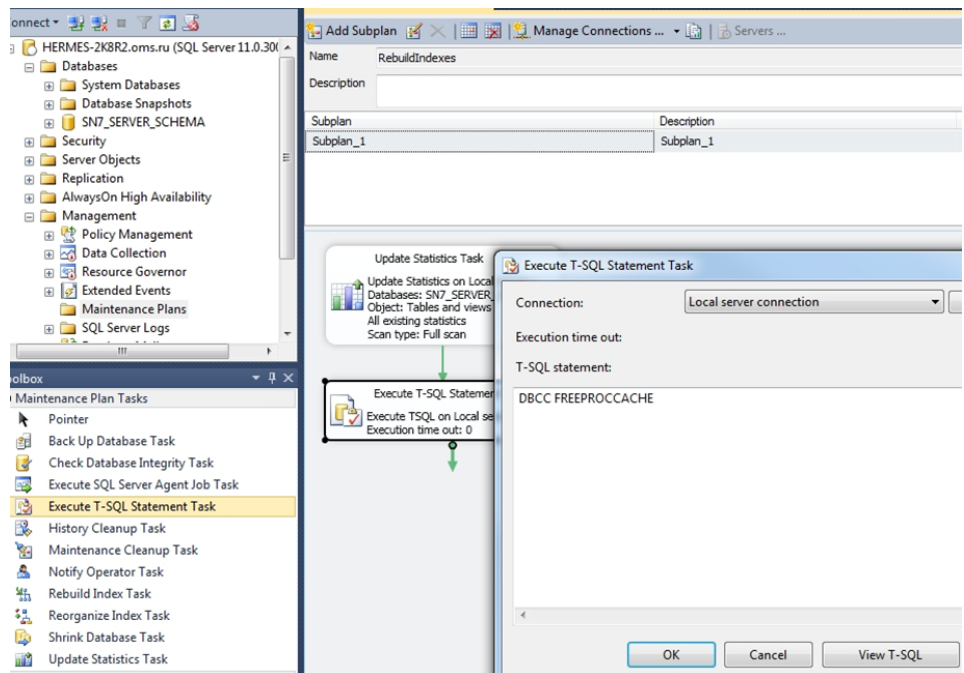 onnect
HERMES-2K8R2.oms.ru (SQL Server 11.0.300
Databases
System Databases
Database Snapshots
SN7_SERVER_SCHEMA
Security
Server Objects
Replication
AlwaysOn High Availability
Management
Policy Management
Data Collection
Resource Governor
Extended Events
Maintenance Plans
SQL Server Logs
oolbox
Maintenance Plan Tasks
Pointer
Back Up Database Task
Check Database Integrity Task
Execute SQL Server Agent Job Task
Execute T-SQL Statement Task
History Cleanup Task
Maintenance Cleanup Task
Notify Operator Task
Rebuild Index Task
Reorganize Index Task
Shrink Database Task
Update Statistics Task
Add Subplan Manage Connections ... Servers ...
Name RebuildIndexes
Description
Subplan Description
Subplan_1 Subplan_1
Update Statistics Task
Update Statistics on Local
Databases: SN7_SERVER_
Object: Tables and views
All existing statistics
Scan type: Full scan
Execute T-SQL Statemen
Execute TSQL on Local se
Execution time out: 0
Execute T-SQL Statement Task
Connection: Local server connection
Execution time out:
T-SQL statement:
DBCC FREEPROCCACHE
OK Cancel View T-SQL